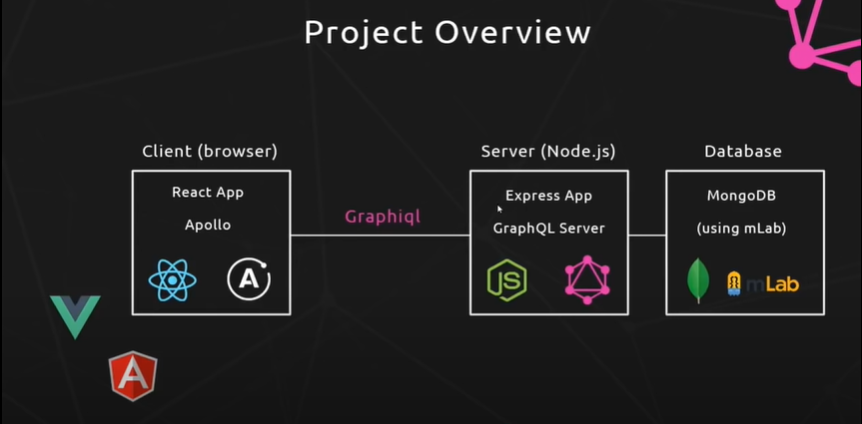 Project Overview
Client (browser)
React App
Apollo
Graphiql
Server (Node.js)
Express App
GraphQL Server
JS
Database
MongoDB
(using mLab)
mLab